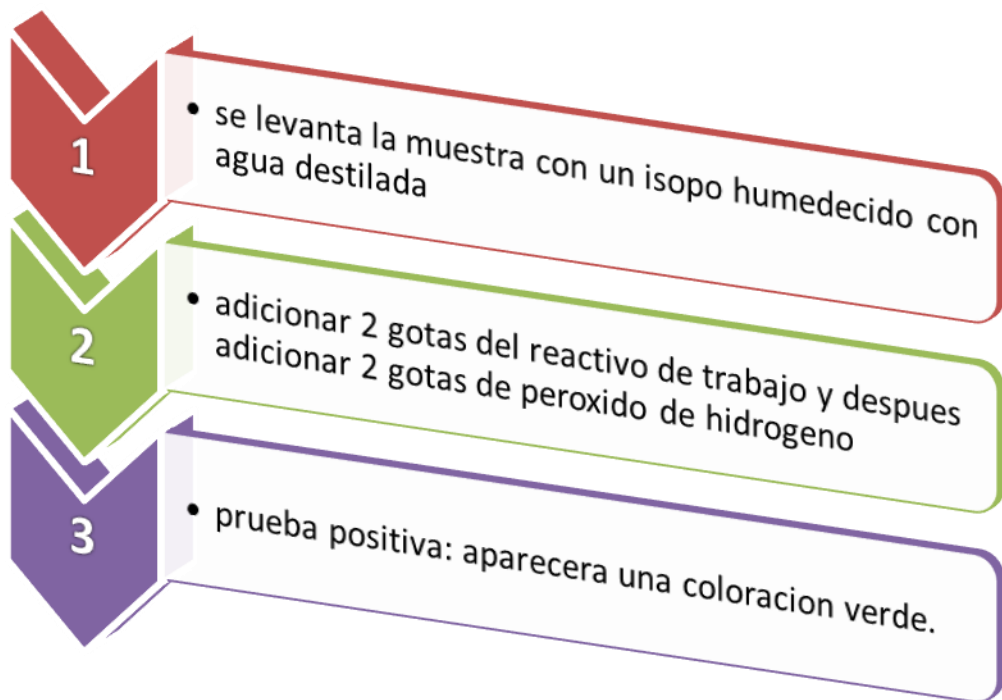 1
• se levanta la muestra con un isopo humedecido con
agua destilada
2
• adicionar 2 gotas del reactivo de trabajo y despues
adicionar 2 gotas de peroxido de hidrogeno
3
• prueba positiva: aparecera una coloracion verde.